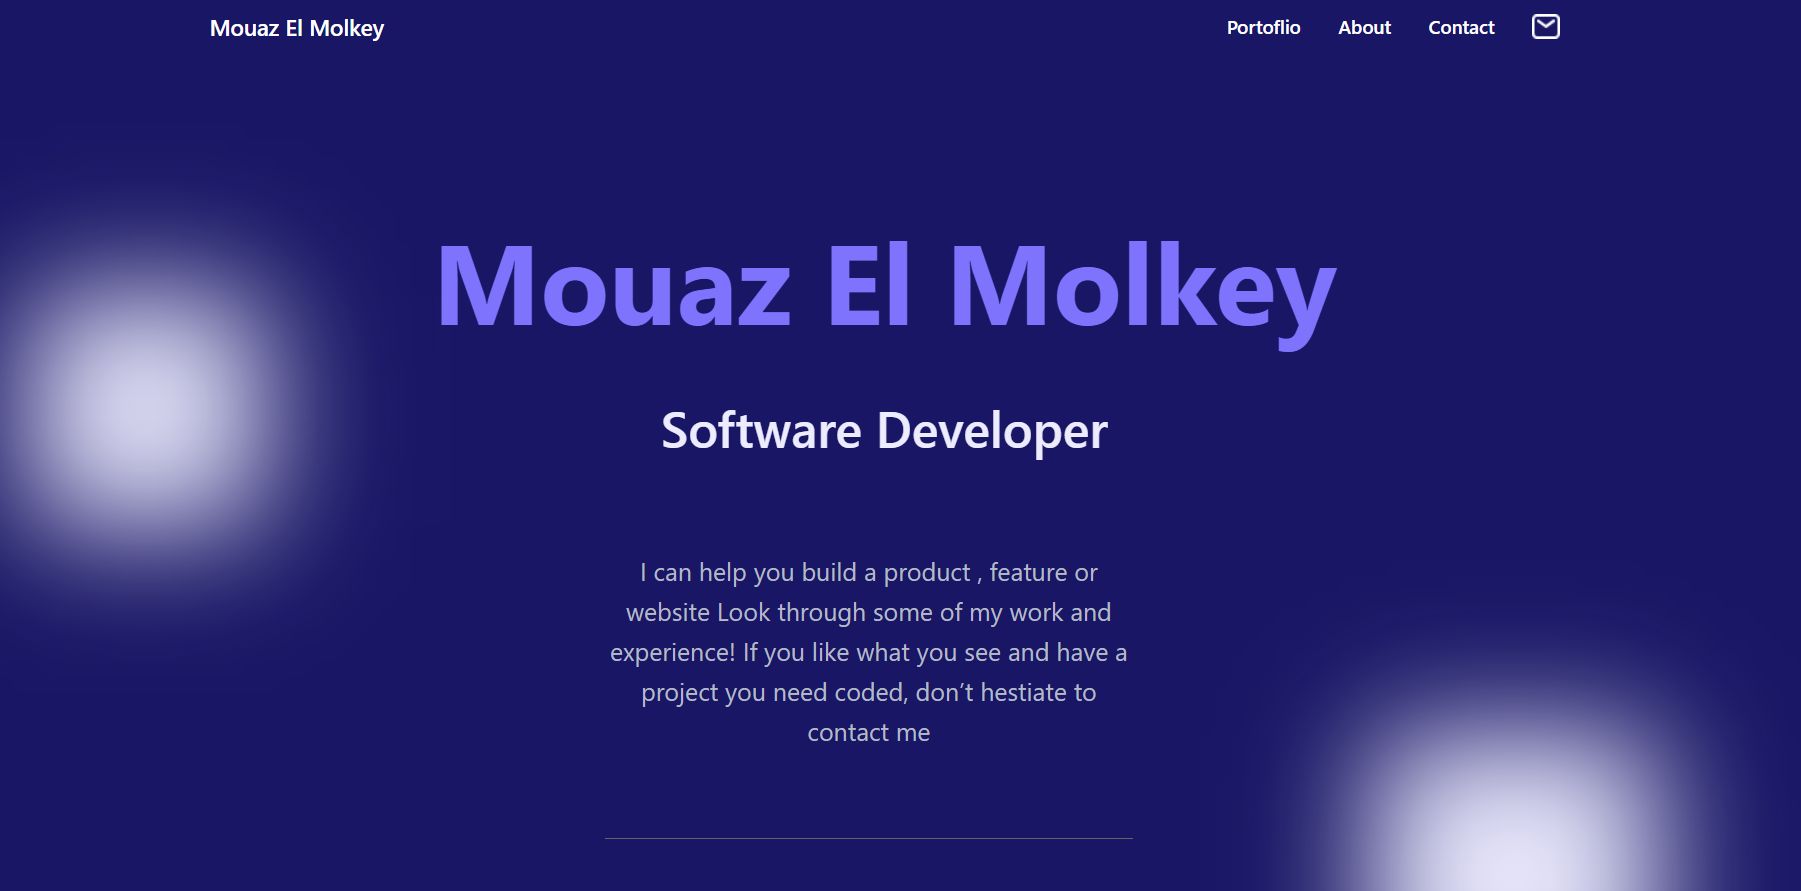 Mouaz El Molkey
Portoflio About Contact
Mouaz El Molkey
Software Developer
I can help you build a product , feature or
website Look through some of my work and
experience! If you like what you see and have a
project you need coded, don’t hestiate to
contact me